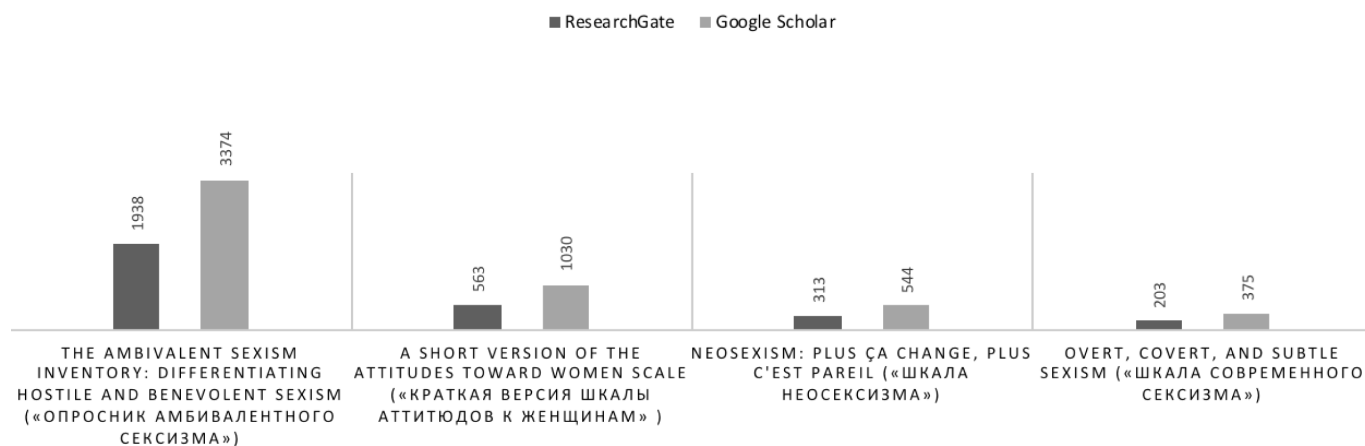 ResearchGate Google Scholar
1938
3374
563
1030
313
544
203
375
THE AMBIVALENT SEXISM
INVENTORY: DIFFERENTIATING
HOSTILE AND BENEVOLENT SEXISM
(«ОПРОСНИК АМБИВАЛЕНТНОГО
СЕКСИЗМА»)
A SHORT VERSION OF THE
ATTITUDES TOWARD WOMEN SCALE
(«КРАТКАЯ ВЕРСИЯ ШКАЛЫ
АТТИТЮДОВ К ЖЕНЩИНАМ» )
NEOSEXISM: PLUS ÇA CHANGE, PLUS
C'EST PAREIL («ШКАЛА
НЕОСЕКСИЗМА»)
OVERT, COVERT, AND SUBTLE
SEXISM («ШКАЛА СОВРЕМЕННОГО
СЕКСИЗМА»)